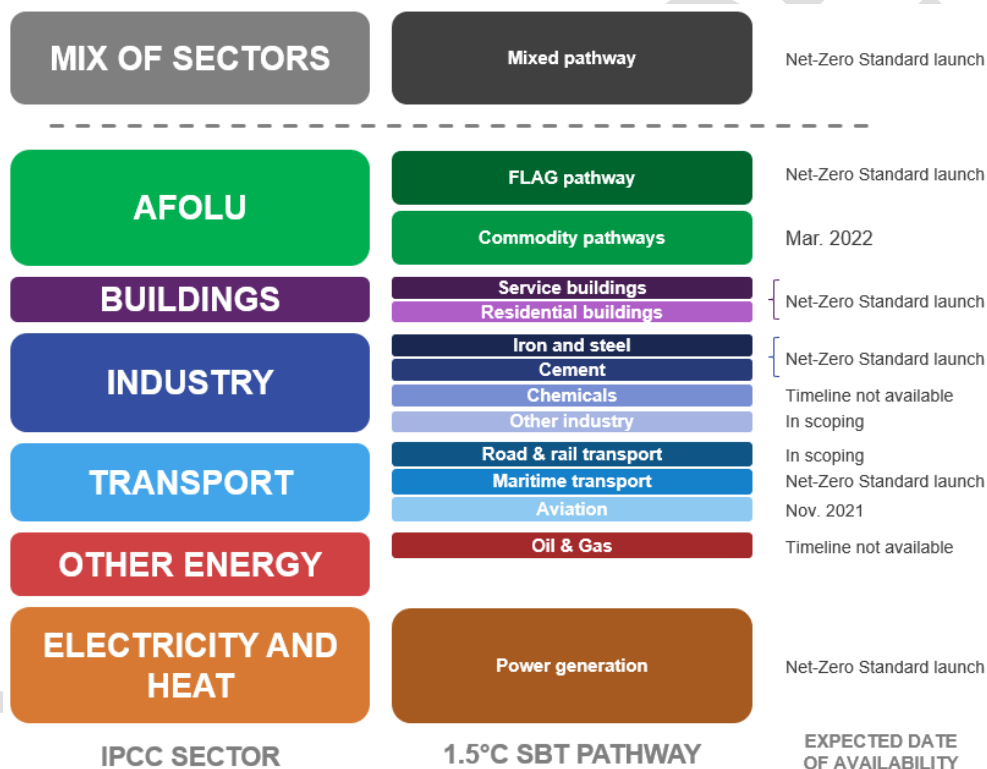 MIX OF SECTORS
Mixed pathway
Net-Zero Standard launch
AFOLU
FLAG pathway
Net-Zero Standard launch
Commodity pathways
Mar. 2022
BUILDINGS
Service buildings
Residential buildings
Net-Zero Standard launch
INDUSTRY
Iron and steel
Cement
Net-Zero Standard launch
Chemicals
Timeline not available
Other industry
In scoping
TRANSPORT
Road & rail transport
In scoping
Maritime transport
Net-Zero Standard launch
Aviation
Nov. 2021
OTHER ENERGY
Oil & Gas
Timeline not available
ELECTRICITY AND
HEAT
Power generation
Net-Zero Standard launch
IPCC SECTOR
1.5°C SBT PATHWAY
EXPECTED DATE
OF AVAILABILITY